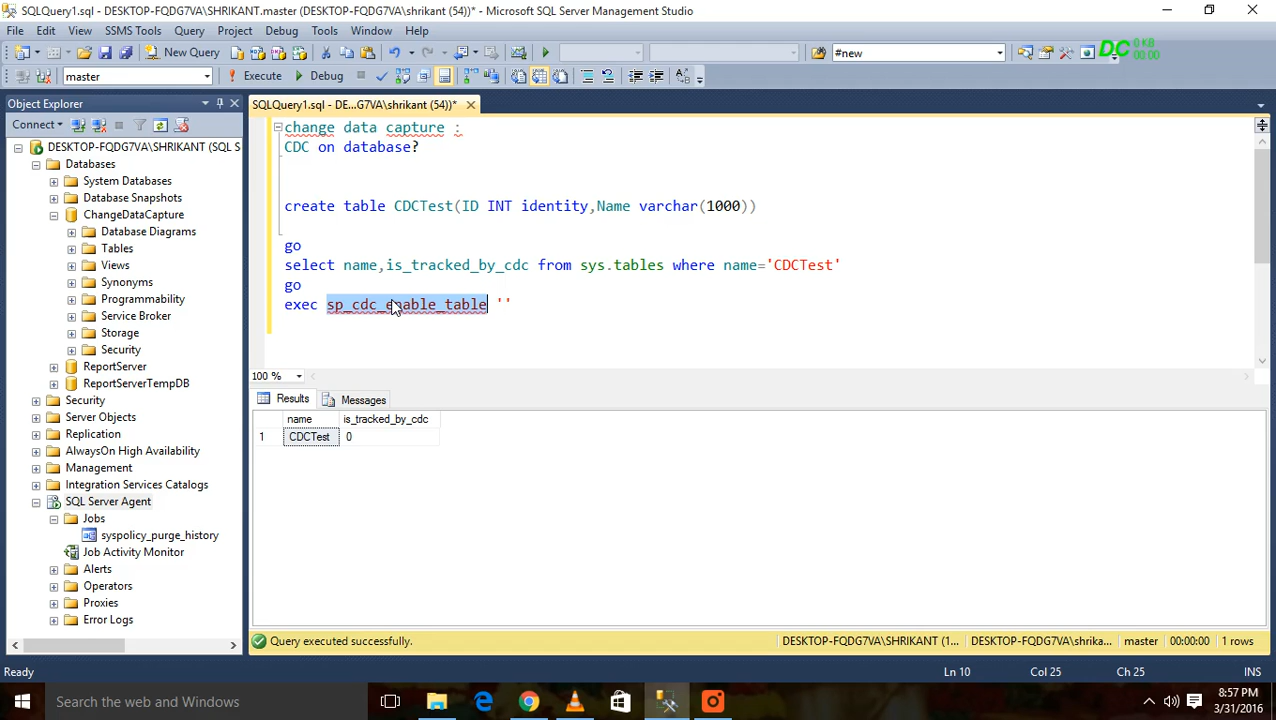 SQLQuery1.sql - DESKTOP-FQDG7VA\SHRIKANT.master (DESKTOP-FQDG7VA\shrikant (54))* - Microsoft SQL Server Management Studio
File Edit View SSMS Tools Query Project Debug Tools Window Help
New Query #new DC 0 KB 00:00
master Execute Debug
Object Explorer
SQLQuery1.sql - DE...G7VA\shrikant (54))*
Connect
DESKTOP-FQDG7VA\SHRIKANT (SQL S
Databases
System Databases
Database Snapshots
ChangeDataCapture
Database Diagrams
Tables
Views
Synonyms
Programmability
Service Broker
Storage
Security
ReportServer
ReportServerTempDB
Security
Server Objects
Replication
AlwaysOn High Availability
Management
Integration Services Catalogs
SQL Server Agent
Jobs
syspolicy_purge_history
Job Activity Monitor
Alerts
Operators
Proxies
Error Logs
change data capture :
CDC on database?
create table CDCTest(ID INT identity,Name varchar(1000))
go
select name,is_tracked_by_cdc from sys.tables where name='CDCTest'
go
exec sp_cdc_enable_table ''
100 %
Results Messages
name is_tracked_by_cdc
1 CDCTest 0
Query executed successfully. DESKTOP-FQDG7VA\SHRIKANT (1... DESKTOP-FQDG7VA\shrika... master 00:00:00 1 rows
Ready Ln 10 Col 25 Ch 25 INS
Search the web and Windows
8:57 PM
3/31/2016